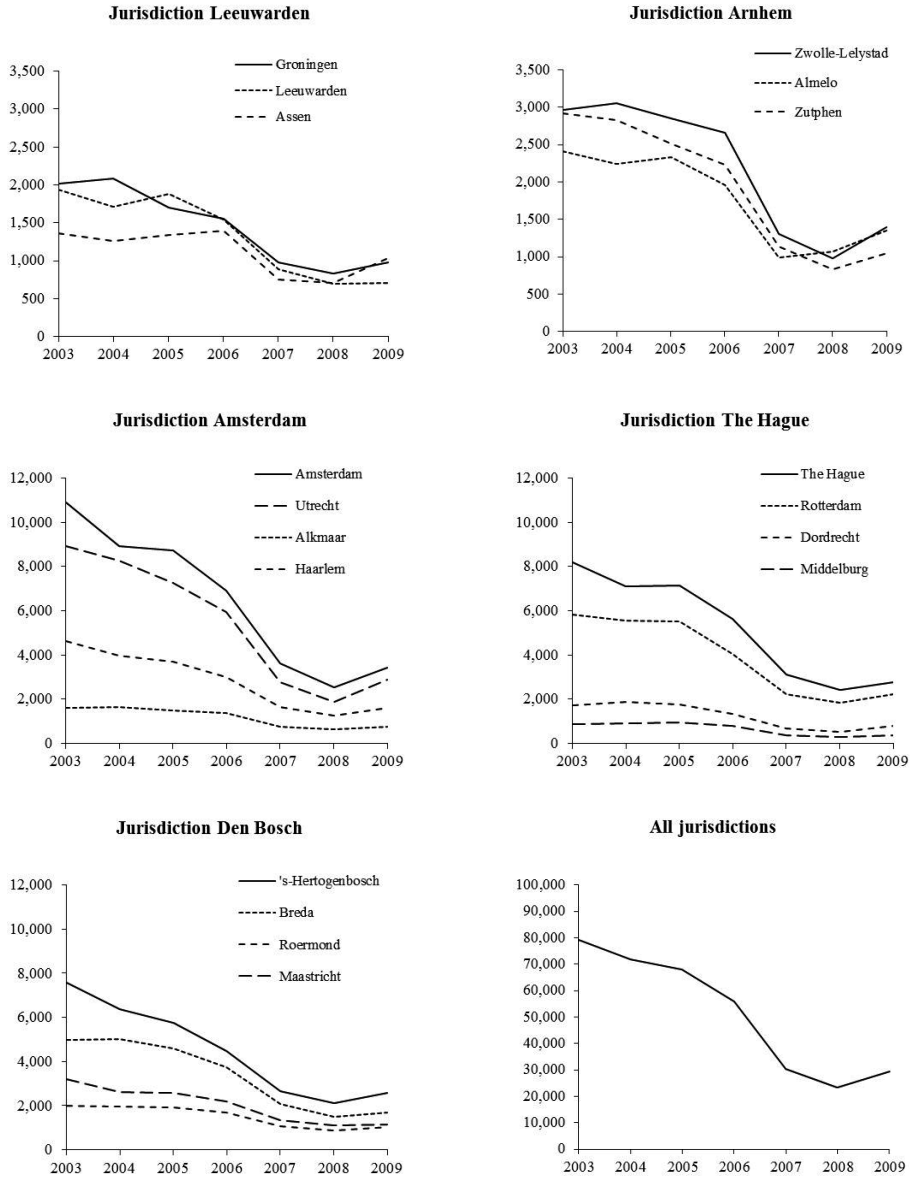 Jurisdiction Leeuwarden
Groningen
Leeuwarden
Assen
3,500
3,000
2,500
2,000
1,500
1,000
500
0
2003 2004 2005 2006 2007 2008 2009
Jurisdiction Arnhem
Zwolle-Lelystad
Almelo
Zutphen
3,500
3,000
2,500
2,000
1,500
1,000
500
0
2003 2004 2005 2006 2007 2008 2009
Jurisdiction Amsterdam
Amsterdam
Utrecht
Alkmaar
Haarlem
12,000
10,000
8,000
6,000
4,000
2,000
0
2003 2004 2005 2006 2007 2008 2009
Jurisdiction The Hague
The Hague
Rotterdam
Dordrecht
Middelburg
12,000
10,000
8,000
6,000
4,000
2,000
0
2003 2004 2005 2006 2007 2008 2009
Jurisdiction Den Bosch
's-Hertogenbosch
Breda
Roermond
Maastricht
12,000
10,000
8,000
6,000
4,000
2,000
0
2003 2004 2005 2006 2007 2008 2009
All jurisdictions
100,000
90,000
80,000
70,000
60,000
50,000
40,000
30,000
20,000
10,000
0
2003 2004 2005 2006 2007 2008 2009